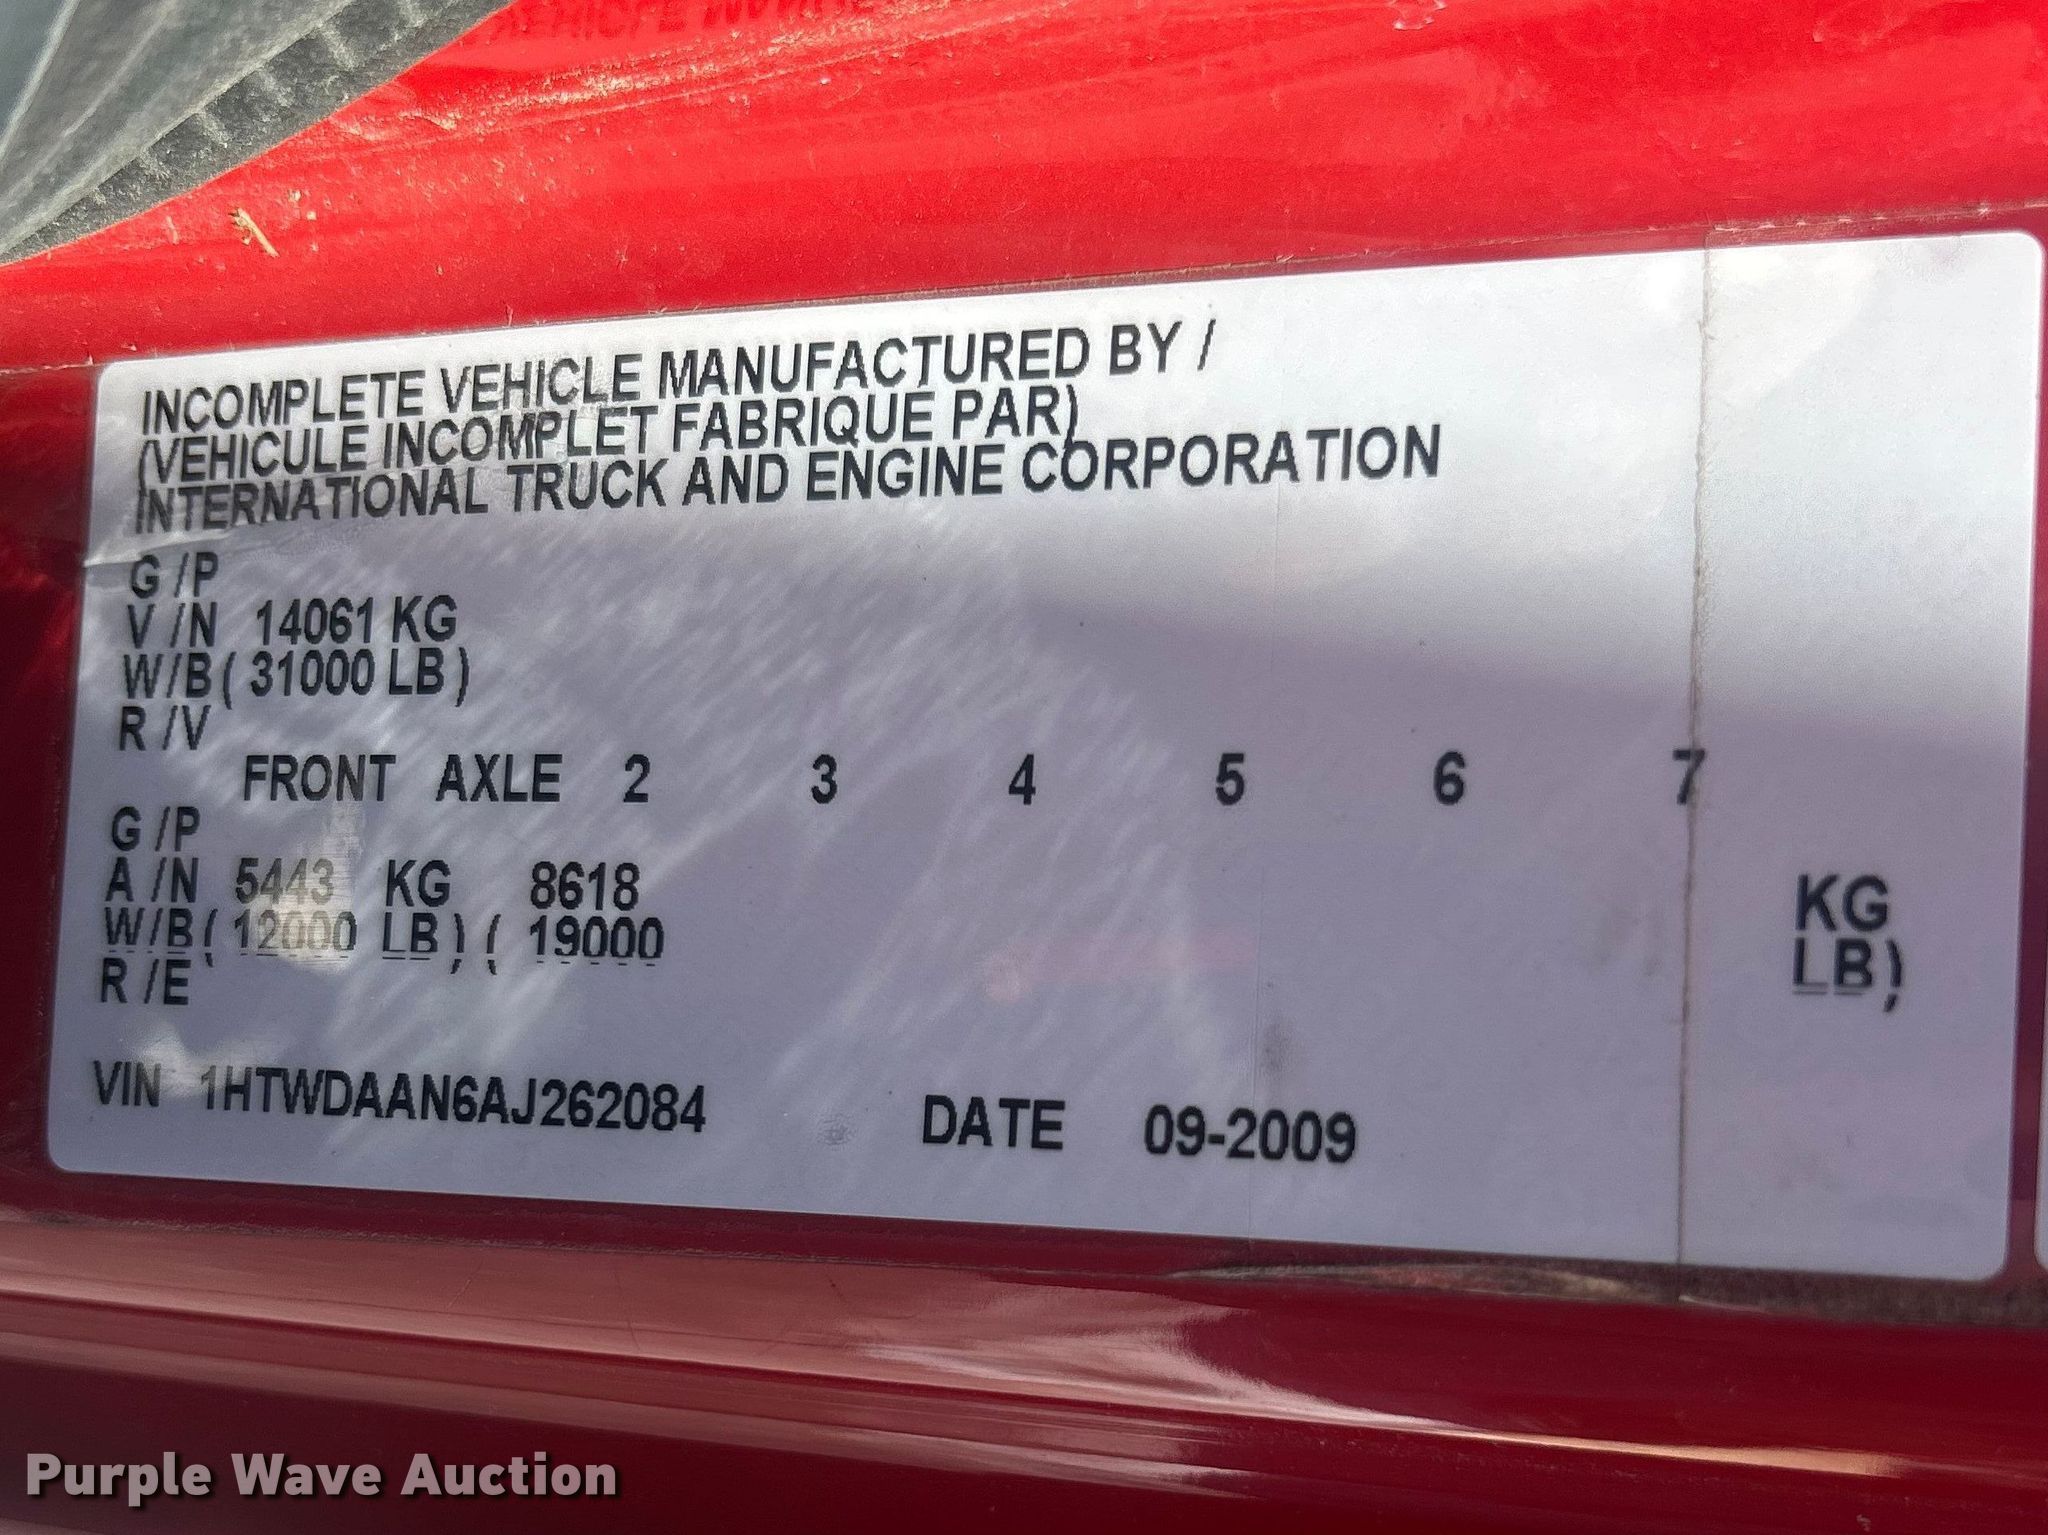 INCOMPLETE VEHICLE MANUFACTURED BY /
(VEHICULE INCOMPLET FABRIQUE PAR)
INTERNATIONAL TRUCK AND ENGINE CORPORATION
G /P
V /N 14061 KG
W/B ( 31000 LB )
R /V
FRONT AXLE 2 3 4 5 6 7
G /P
A /N 5443 KG 8618 KG
W/B ( 12000 LB ) ( 19000 LB )
R /E
VIN 1HTWDAAN6AJ262084 DATE 09-2009
Purple Wave Auction